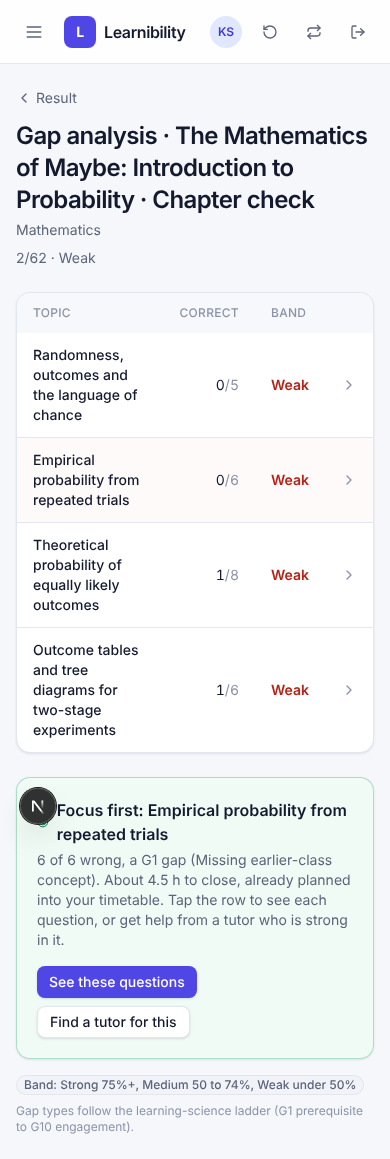 L Learnibility KS
Result
Gap analysis · The Mathematics
of Maybe: Introduction to
Probability · Chapter check
Mathematics
2/62 · Weak
TOPIC CORRECT BAND
Randomness,
outcomes and
the language of
chance
0/5 Weak
Empirical
probability from
repeated trials
0/6 Weak
Theoretical
probability of
equally likely
outcomes
1/8 Weak
Outcome tables
and tree
diagrams for
two-stage
experiments
1/6 Weak
N
Focus first: Empirical probability from
repeated trials
6 of 6 wrong, a G1 gap (Missing earlier-class
concept). About 4.5 h to close, already planned
into your timetable. Tap the row to see each
question, or get help from a tutor who is strong
in it.
See these questions
Find a tutor for this
Band: Strong 75%+, Medium 50 to 74%, Weak under 50%
Gap types follow the learning-science ladder (G1 prerequisite
to G10 engagement).